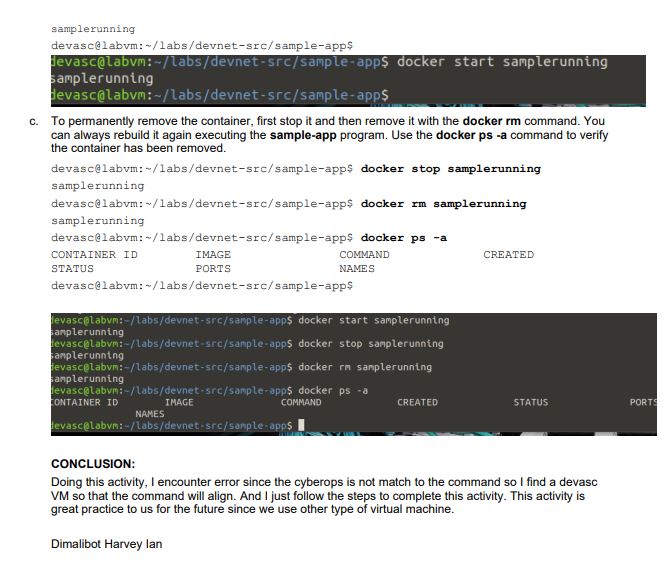 samplerunning
devasc@labvm:~/labs/devnet-src/sample-app$
devasc@labvm:~/labs/devnet-src/sample-app$ docker start samplerunning
samplerunning
devasc@labvm:~/labs/devnet-src/sample-app$
c. To permanently remove the container, first stop it and then remove it with the docker rm command. You
can always rebuild it again executing the sample-app program. Use the docker ps -a command to verify
the container has been removed.
devasc@labvm:~/labs/devnet-src/sample-app$ docker stop samplerunning
samplerunning
devasc@labvm:~/labs/devnet-src/sample-app$ docker rm samplerunning
samplerunning
devasc@labvm:~/labs/devnet-src/sample-app$ docker ps -a
CONTAINER ID IMAGE COMMAND CREATED
STATUS PORTS NAMES
devasc@labvm:~/labs/devnet-src/sample-app$
devasc@labvm:~/labs/devnet-src/sample-app$ docker start samplerunning
samplerunning
devasc@labvm:~/labs/devnet-src/sample-app$ docker stop samplerunning
samplerunning
devasc@labvm:~/labs/devnet-src/sample-app$ docker rm samplerunning
samplerunning
devasc@labvm:~/labs/devnet-src/sample-app$ docker ps -a
CONTAINER ID IMAGE COMMAND CREATED STATUS PORTS
NAMES
devasc@labvm:~/labs/devnet-src/sample-app$
CONCLUSION:
Doing this activity, I encounter error since the cyberops is not match to the command so I find a devasc
VM so that the command will align. And I just follow the steps to complete this activity. This activity is
great practice to us for the future since we use other type of virtual machine.
Dimalibot Harvey Ian